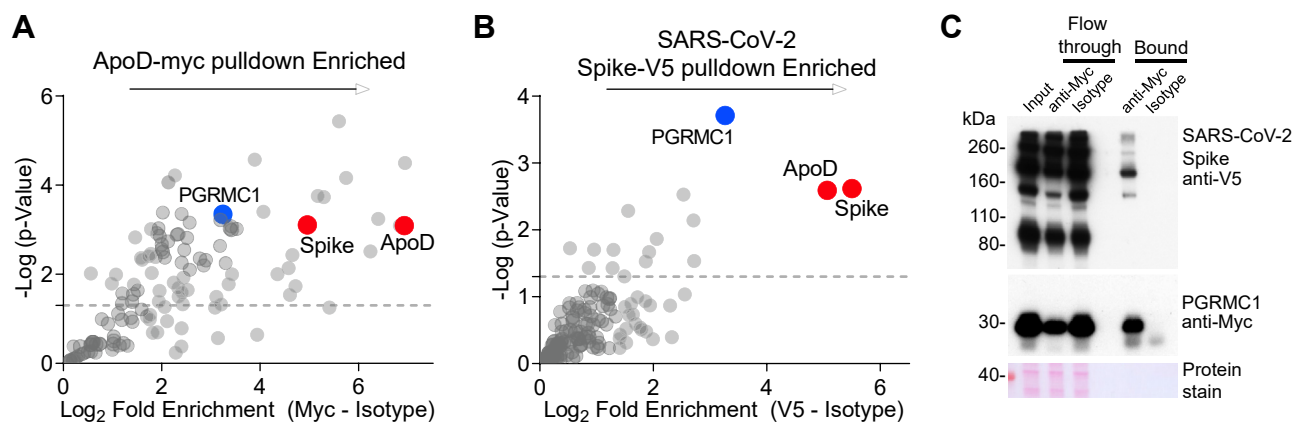 A
ApoD-myc pulldown Enriched
6
4
2
0
-Log (p-Value)
PGRMC1
Spike
ApoD
0
2
4
6
Log2 Fold Enrichment (Myc - Isotype)
B
SARS-CoV-2
Spike-V5 pulldown Enriched
4
3
2
1
0
-Log (p-Value)
PGRMC1
ApoD
Spike
0
2
4
6
Log2 Fold Enrichment (V5 - Isotype)
C
Flow
through
Bound
Input
anti-Myc
Isotype
anti-Myc
Isotype
kDa
260-
160-
110-
80-
SARS-CoV-2
Spike
anti-V5
30-
PGRMC1
anti-Myc
40-
Protein
stain